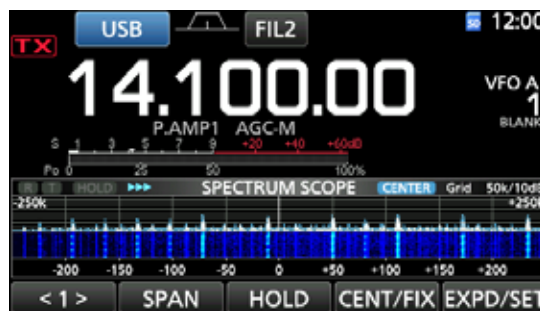 USB FIL2 SD 12:00
TX
14.100.00
VFO A
1
BLANK
P.AMP1 AGC-M
S 1 3 5 7 9 +20 +40 +60dB
Po 0 25 50 100%
R T HOLD SPECTRUM SCOPE CENTER Grid 50k/10dB
-250k +250k
-200 -150 -100 -50 0 +50 +100 +150 +200
< 1 > SPAN HOLD CENT/FIX EXPD/SET